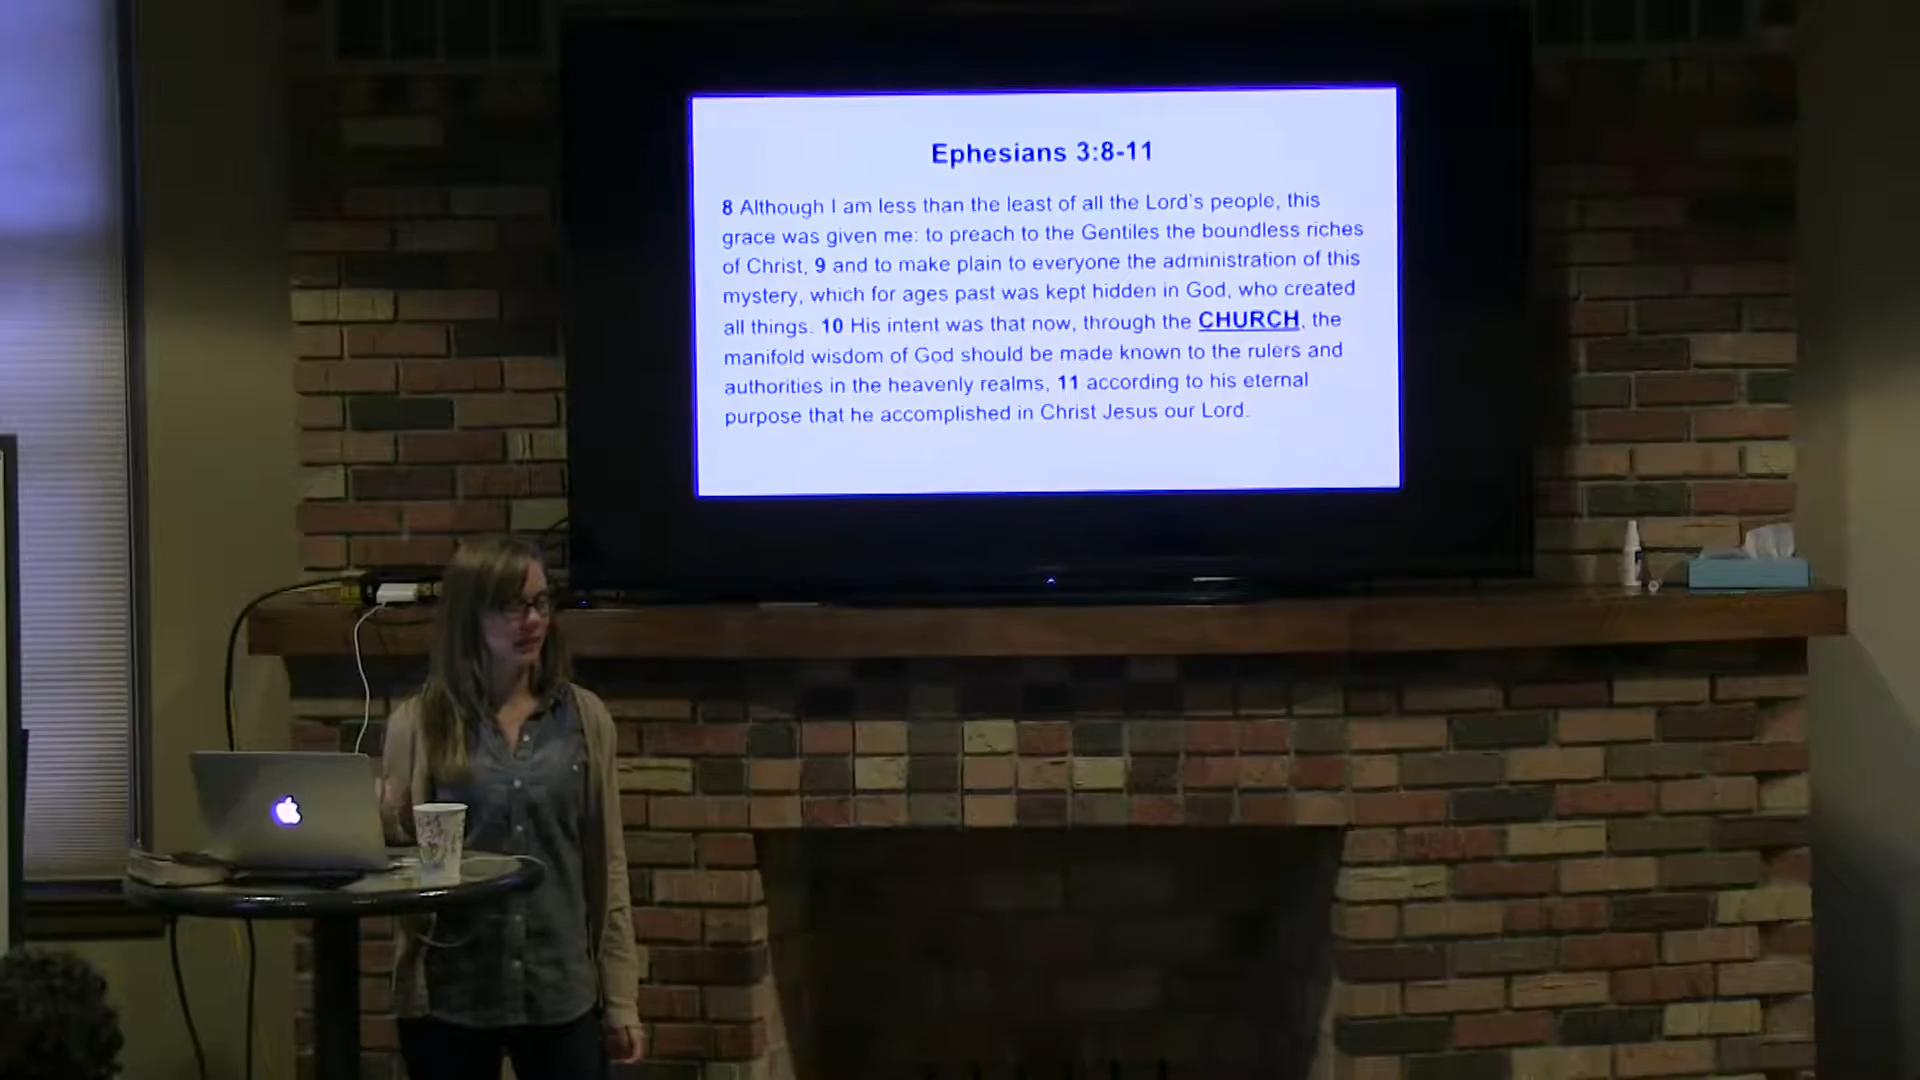 Ephesians 3:8-11
8 Although I am less than the least of all the Lord's people, this
grace was given me: to preach to the Gentiles the boundless riches
of Christ, 9 and to make plain to everyone the administration of this
mystery, which for ages past was kept hidden in God, who created
all things. 10 His intent was that now, through the CHURCH, the
manifold wisdom of God should be made known to the rulers and
authorities in the heavenly realms, 11 according to his eternal
purpose that he accomplished in Christ Jesus our Lord.